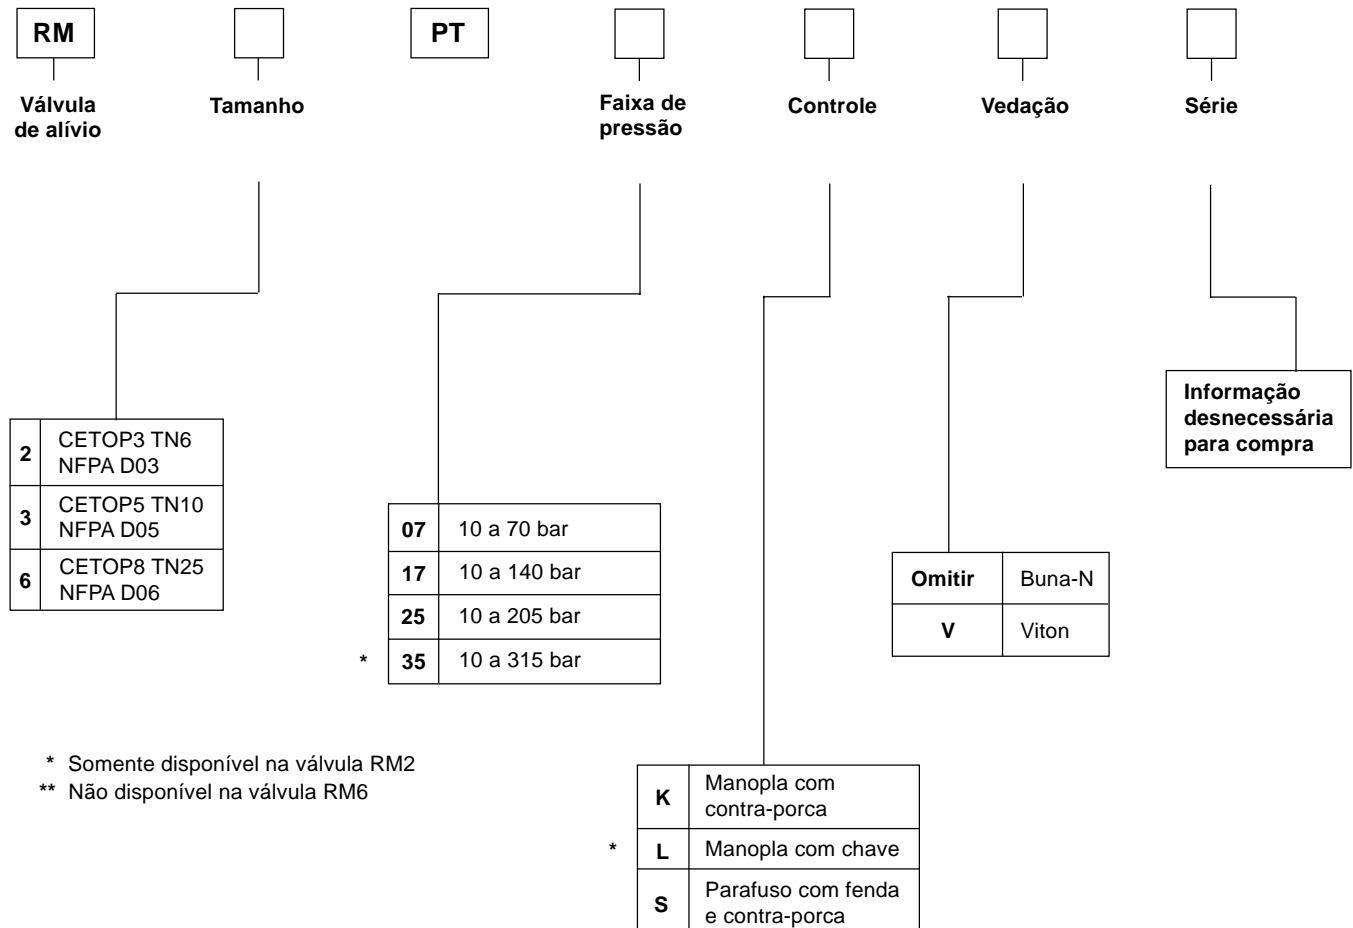 RM
PT
Válvula
de alívio
Tamanho
Faixa de
pressão
Controle
Vedação
Série
Informação
desnecessária
para compra
2 CETOP3 TN6
NFPA D03
3 CETOP5 TN10
NFPA D05
6 CETOP8 TN25
NFPA D06
07 10 a 70 bar
17 10 a 140 bar
25 10 a 205 bar
* 35 10 a 315 bar
Omitir Buna-N
V Viton
* Somente disponível na válvula RM2
** Não disponível na válvula RM6
K Manopla com
contra-porca
* L Manopla com chave
S Parafuso com fenda
e contra-porca